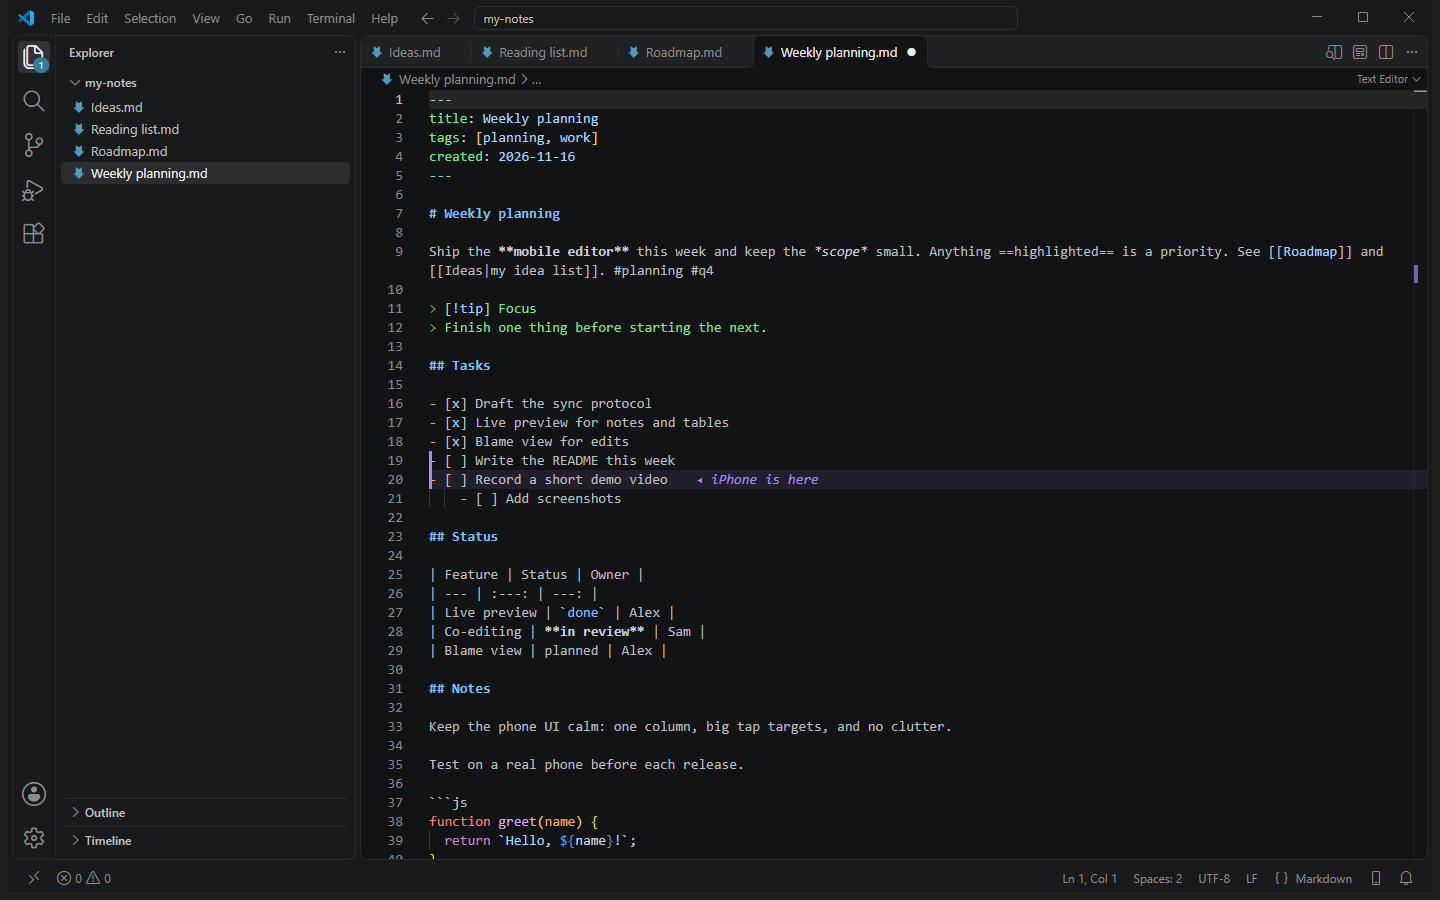 File Edit Selection View Go Run Terminal Help
my-notes
Explorer
my-notes
Ideas.md
Reading list.md
Roadmap.md
Weekly planning.md
Outline
Timeline
1
Ideas.md
Reading list.md
Roadmap.md
Weekly planning.md
Weekly planning.md > ...
Text Editor
1 ---
2 title: Weekly planning
3 tags: [planning, work]
4 created: 2026-11-16
5 ---
6
7 # Weekly planning
8
9 Ship the **mobile editor** this week and keep the *scope* small. Anything ==highlighted== is a priority. See [[Roadmap]] and
[[Ideas|my idea list]]. #planning #q4
10
11 > [!tip] Focus
12 > Finish one thing before starting the next.
13
14 ## Tasks
15
16 - [x] Draft the sync protocol
17 - [x] Live preview for notes and tables
18 - [x] Blame view for edits
19 - [ ] Write the README this week
20 - [ ] Record a short demo video ◂ iPhone is here
21 - [ ] Add screenshots
22
23 ## Status
24
25 | Feature | Status | Owner |
26 | --- | :---: | ---: |
27 | Live preview | `done` | Alex |
28 | Co-editing | **in review** | Sam |
29 | Blame view | planned | Alex |
30
31 ## Notes
32
33 Keep the phone UI calm: one column, big tap targets, and no clutter.
34
35 Test on a real phone before each release.
36
37 ```js
38 function greet(name) {
39 return `Hello, ${name}!`;
40 }
0 0
Ln 1, Col 1 Spaces: 2 UTF-8 LF { } Markdown